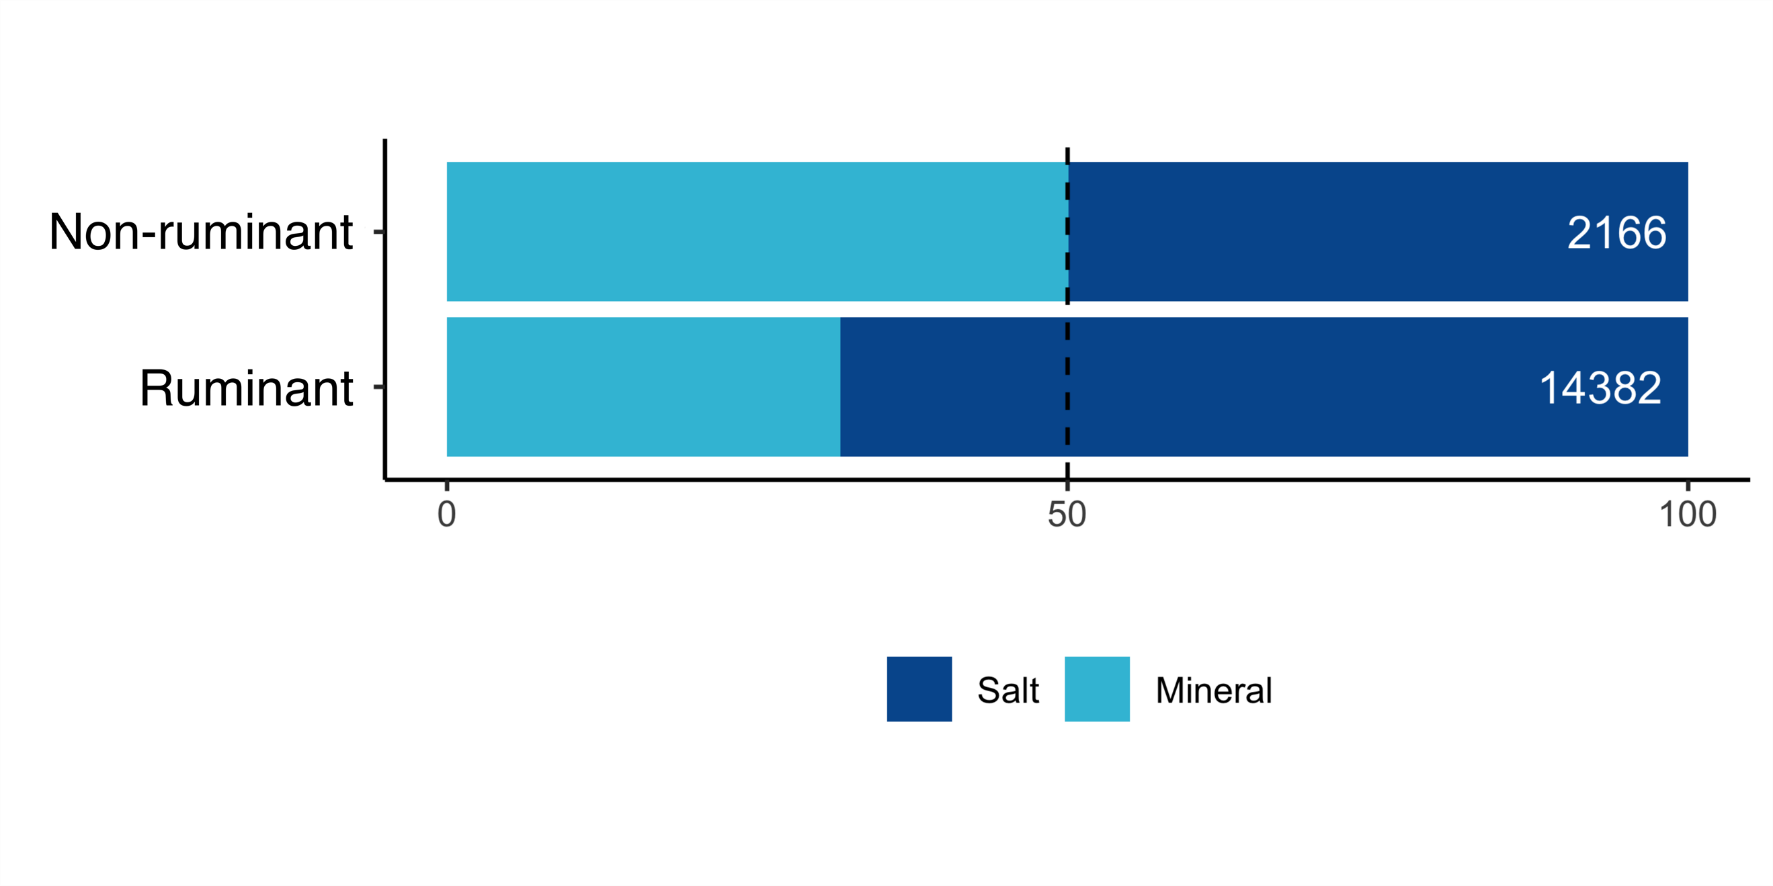 Non-ruminant
2166
Ruminant
14382
0 50 100
Salt Mineral